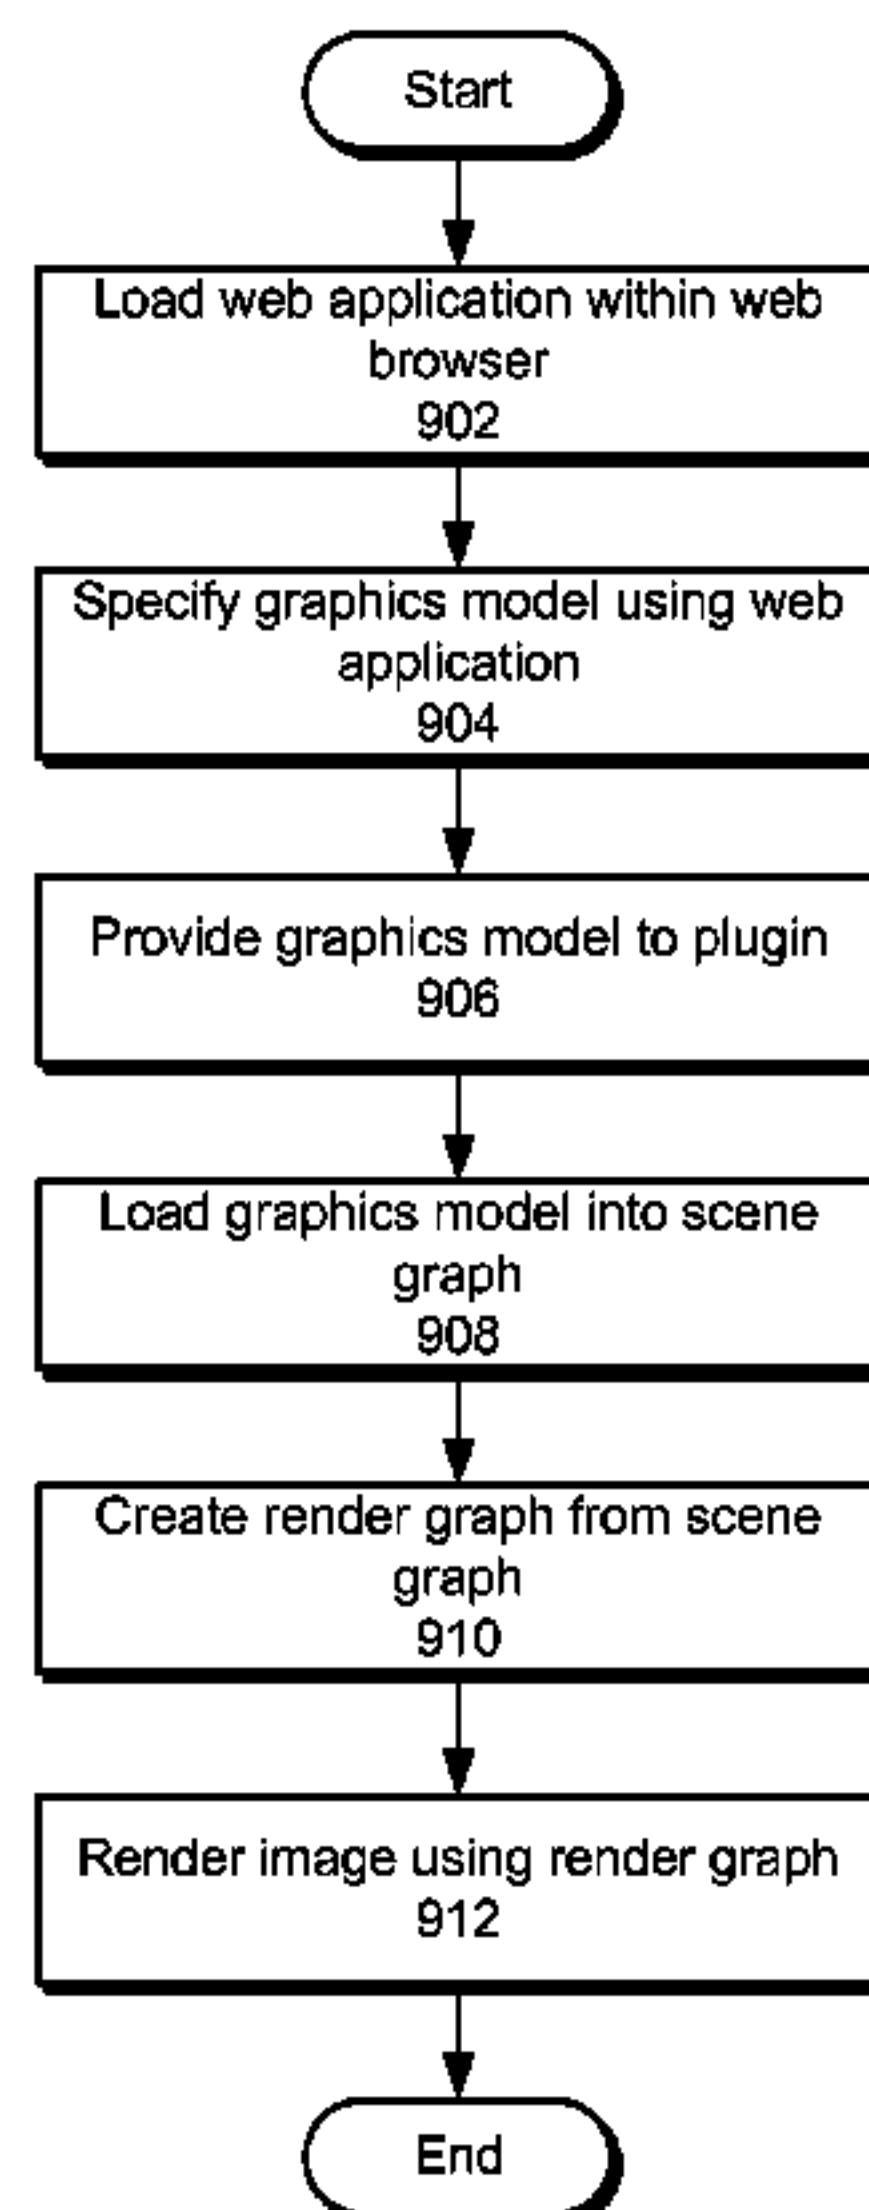 Start
Load web application within web
browser
902
Specify graphics model using web
application
904
Provide graphics model to plugin
906
Load graphics model into scene
graph
908
Create render graph from scene
graph
910
Render image using render graph
912
End